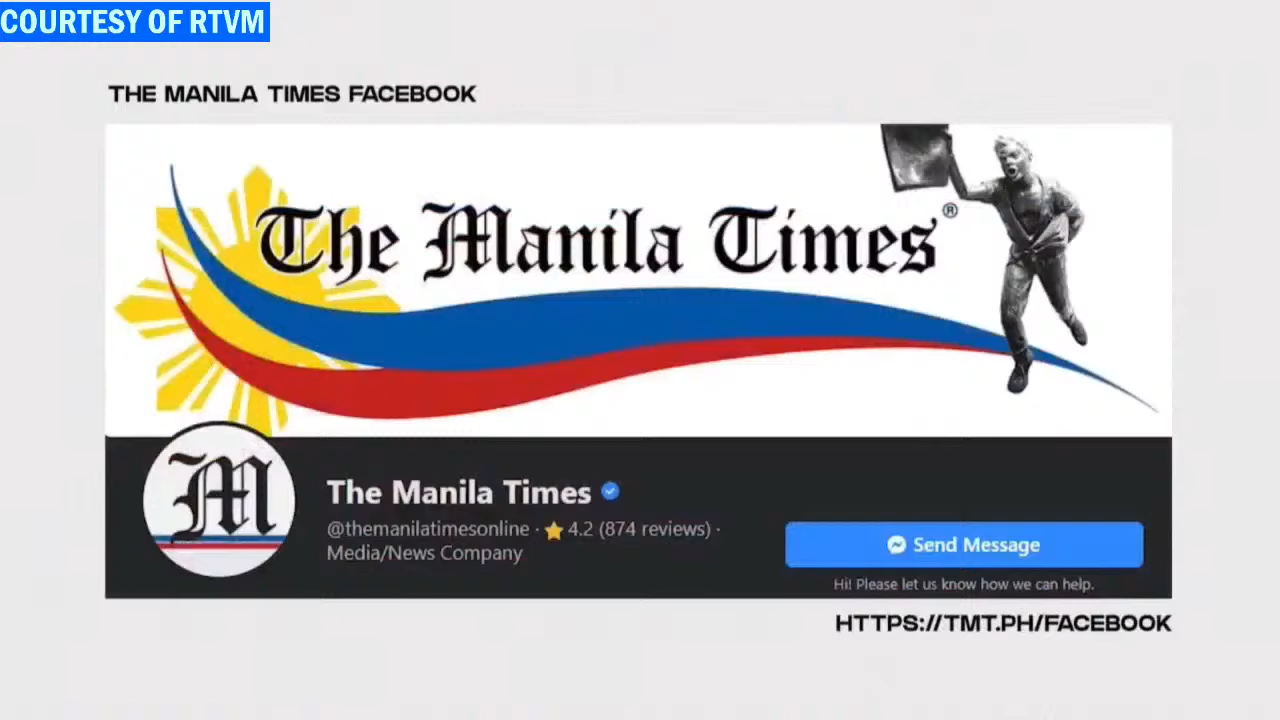 COURTESY OF RTVM
THE MANILA TIMES FACEBOOK
The Manila Times®
M
The Manila Times
@themanilatimesonline · ⭐ 4.2 (874 reviews) ·
Media/News Company
Send Message
Hi! Please let us know how we can help.
HTTPS://TMT.PH/FACEBOOK